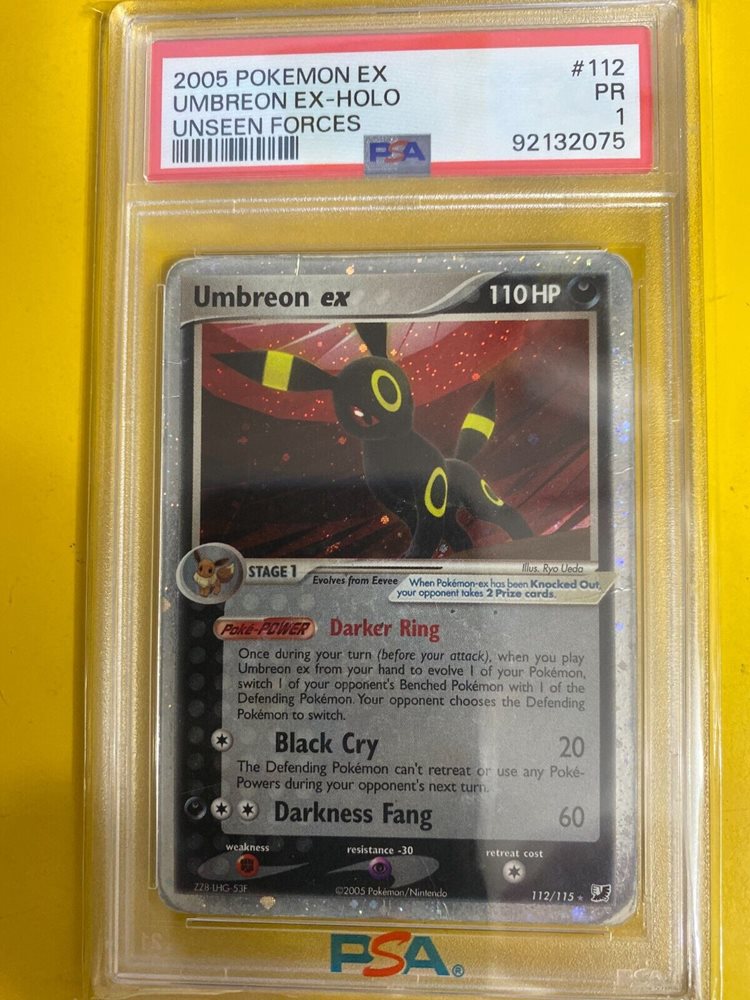 2005 POKEMON EX #112
UMBREON EX-HOLO PR
UNSEEN FORCES 1
PSA 92132075
Umbreon ex 110 HP
Illus. Ryo Ueda
STAGE 1 Evolves from Eevee
When Pokémon-ex has been Knocked Out,
your opponent takes 2 Prize cards.
Poké-POWER Darker Ring
Once during your turn (before your attack), when you play
Umbreon ex from your hand to evolve 1 of your Pokémon,
switch 1 of your opponent's Benched Pokémon with 1 of the
Defending Pokémon. Your opponent chooses the Defending
Pokémon to switch.
Black Cry 20
The Defending Pokémon can't retreat or use any Poké-
Powers during your opponent's next turn.
Darkness Fang 60
weakness resistance -30 retreat cost
ZZB-LHG-53F ©2005 Pokémon/Nintendo 112/115
PSA®